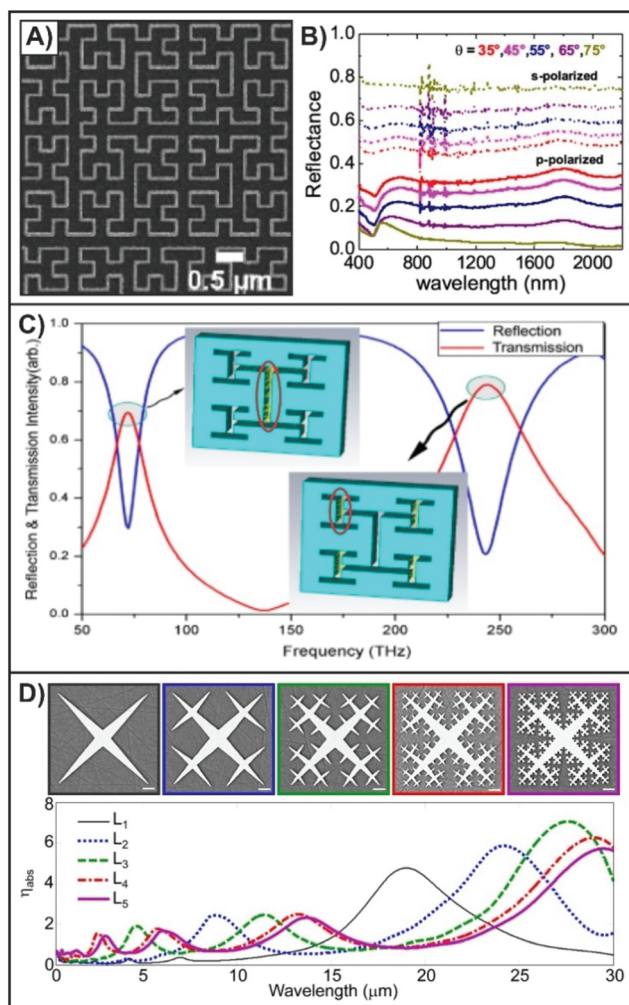 A)
0.5 μm
B)
θ = 35°,45°,55°, 65°,75°
s-polarized
p-polarized
Reflectance
1.0
0.8
0.6
0.4
0.2
0.0
400 800 1200 1600 2000
wavelength (nm)
C)
Reflection
Transmission
Reflection & Transmission Intensity(arb.)
1.0
0.8
0.6
0.4
0.2
0.0
50 100 150 200 250 300
Frequency (THz)
D)
L1
L2
L3
L4
L5
ηabs
8
6
4
2
0
0 5 10 15 20 25 30
Wavelength (μm)